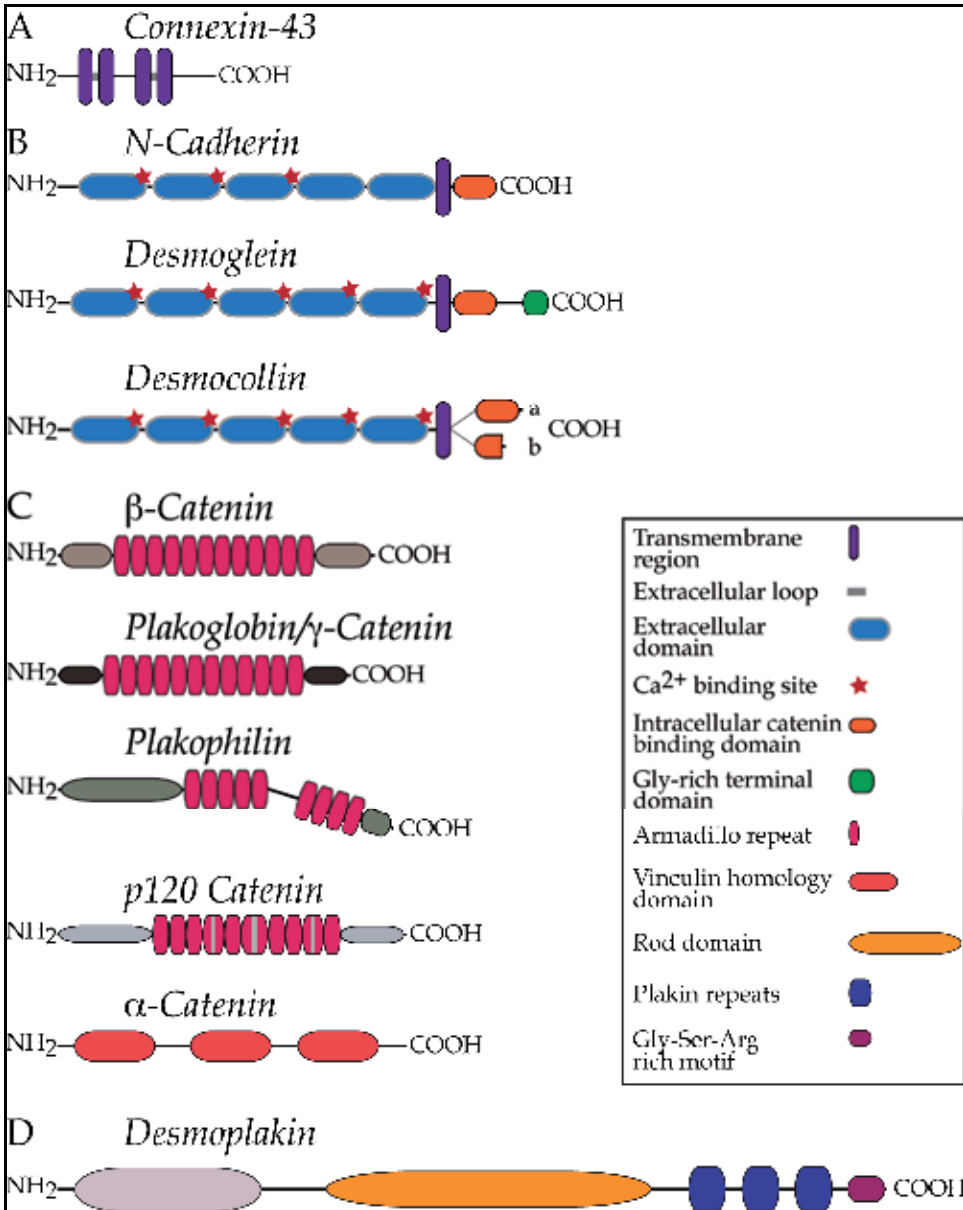 A Connexin-43
NH2 COOH
B N-Cadherin
NH2 COOH
Desmoglein
NH2 COOH
Desmocollin
NH2 a COOH
b
C β-Catenin
NH2 COOH
Plakoglobin/γ-Catenin
NH2 COOH
Plakophilin
NH2 COOH
p120 Catenin
NH2 COOH
α-Catenin
NH2 COOH
D Desmoplakin
NH2 COOH
Transmembrane
region
Extracellular loop
Extracellular
domain
Ca2+ binding site
Intracellular catenin
binding domain
Gly-rich terminal
domain
Armadillo repeat
Vinculin homology
domain
Rod domain
Plakin repeats
Gly-Ser-Arg
rich motif